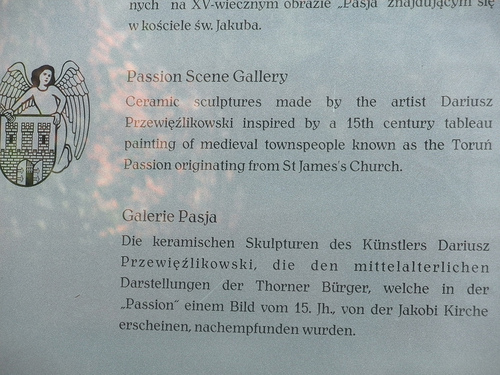 nych na XV-wiecznym obrazie „Pasja" znajdującym się
w kościele św. Jakuba.
Passion Scene Gallery
Ceramic sculptures made by the artist Dariusz
Przewięźlikowski inspired by a 15th century tableau
painting of medieval townspeople known as the Toruń
Passion originating from St James's Church.
Galerie Pasja
Die keramischen Skulpturen des Künstlers Dariusz
Przewięźlikowski, die den mittelalterlichen
Darstellungen der Thorner Bürger, welche in der
„Passion" einem Bild vom 15. Jh., von der Jakobi Kirche
erscheinen, nachempfunden wurden.